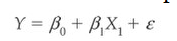 Y = β₀ + β₁X₁ + ε